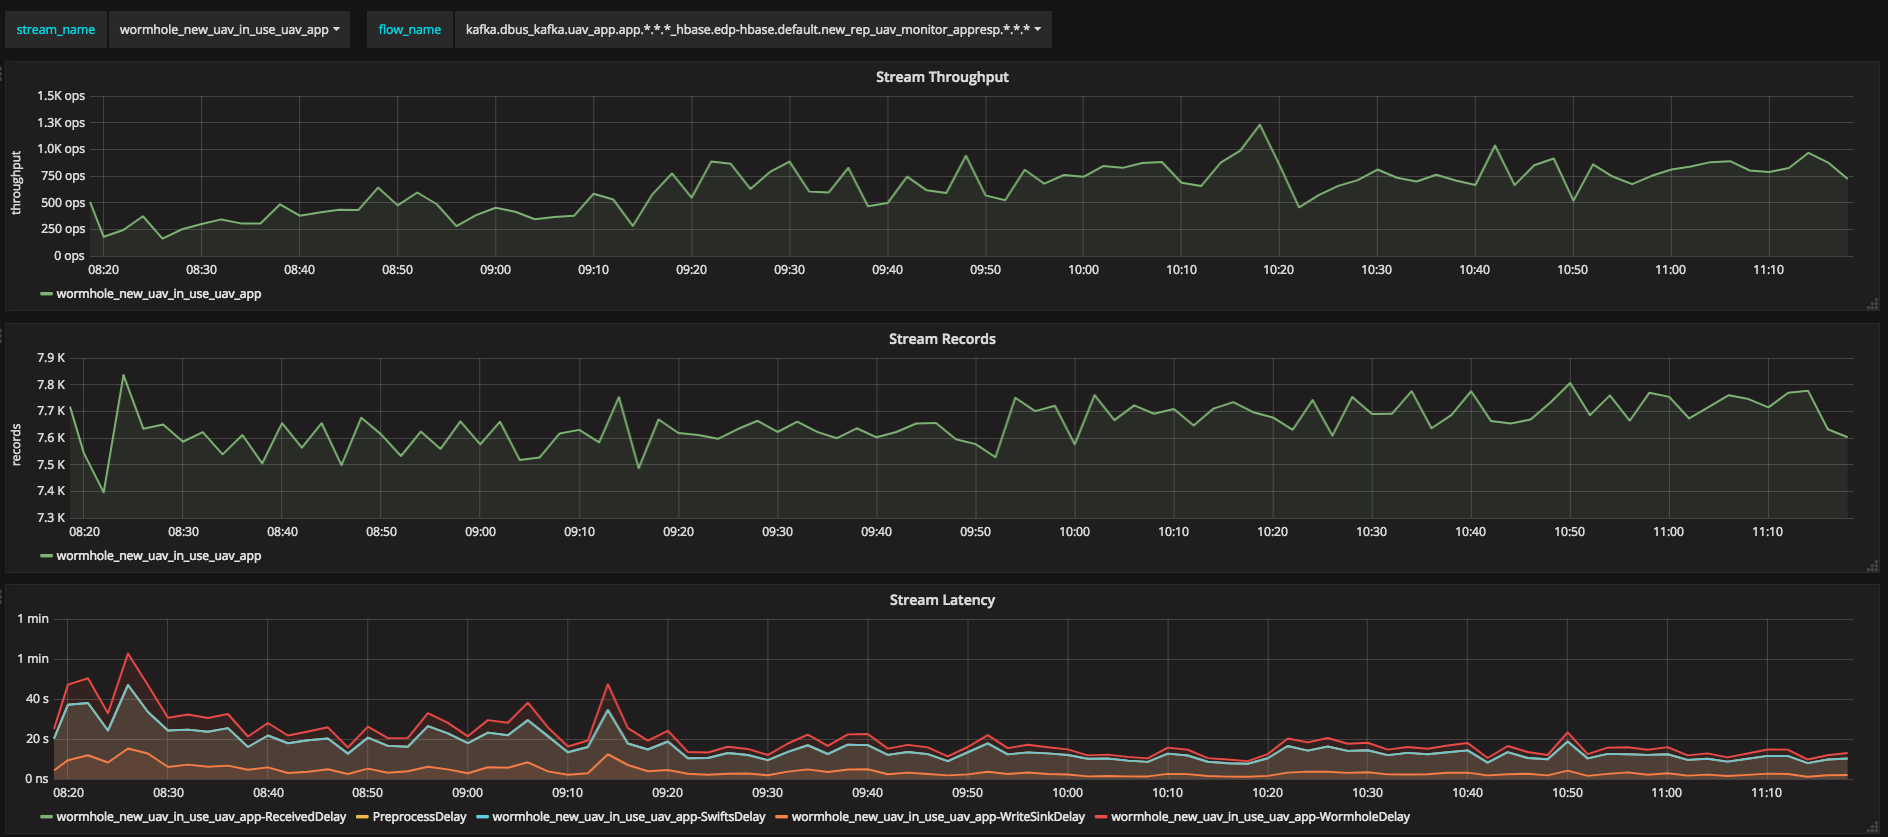 stream_name wormhole_new_uav_in_use_uav_app flow_name kafka.dbus_kafka.uav_app.app.*.*.*_hbase.edp-hbase.default.new_rep_uav_monitor_appresp.*.*.*
Stream Throughput
throughput
1.5K ops
1.3K ops
1.0K ops
750 ops
500 ops
250 ops
0 ops
08:20 08:30 08:40 08:50 09:00 09:10 09:20 09:30 09:40 09:50 10:00 10:10 10:20 10:30 10:40 10:50 11:00 11:10
wormhole_new_uav_in_use_uav_app
Stream Records
records
7.9 K
7.8 K
7.7 K
7.6 K
7.5 K
7.4 K
7.3 K
08:20 08:30 08:40 08:50 09:00 09:10 09:20 09:30 09:40 09:50 10:00 10:10 10:20 10:30 10:40 10:50 11:00 11:10
wormhole_new_uav_in_use_uav_app
Stream Latency
1 min
1 min
40 s
20 s
0 ns
08:20 08:30 08:40 08:50 09:00 09:10 09:20 09:30 09:40 09:50 10:00 10:10 10:20 10:30 10:40 10:50 11:00 11:10
wormhole_new_uav_in_use_uav_app-ReceivedDelay PreprocessDelay wormhole_new_uav_in_use_uav_app-SwiftsDelay wormhole_new_uav_in_use_uav_app-WriteSinkDelay wormhole_new_uav_in_use_uav_app-WormholeDelay